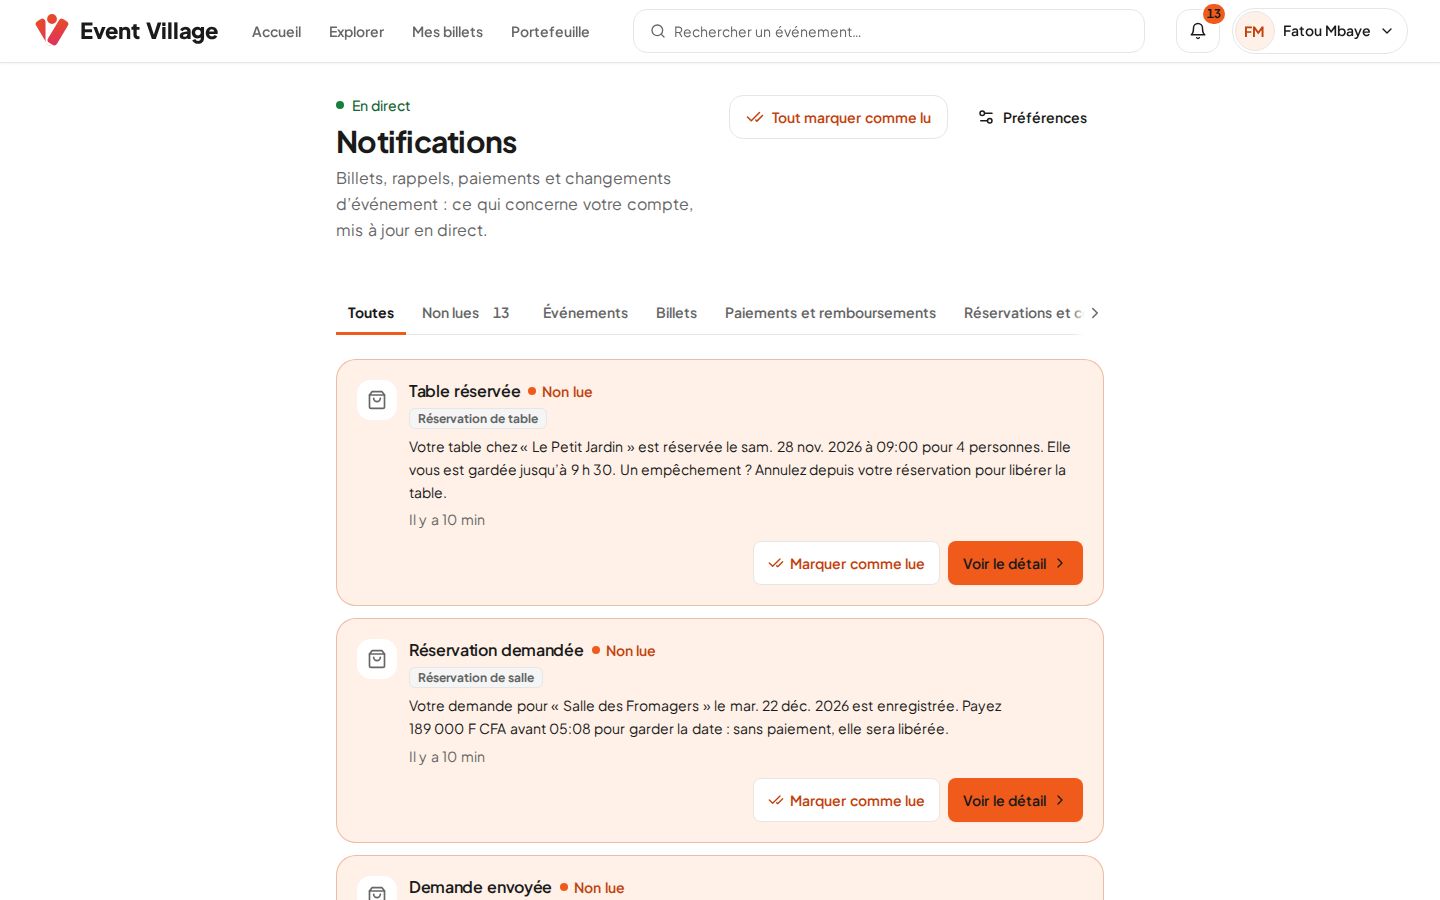 Event Village
Accueil
Explorer
Mes billets
Portefeuille
Rechercher un événement…
13
FM
Fatou Mbaye
En direct
Notifications
Billets, rappels, paiements et changements
d’événement : ce qui concerne votre compte,
mis à jour en direct.
Tout marquer comme lu
Préférences
Toutes
Non lues 13
Événements
Billets
Paiements et remboursements
Réservations et c
Table réservée
Non lue
Réservation de table
Votre table chez « Le Petit Jardin » est réservée le sam. 28 nov. 2026 à 09:00 pour 4 personnes. Elle
vous est gardée jusqu’à 9 h 30. Un empêchement ? Annulez depuis votre réservation pour libérer la
table.
Il y a 10 min
Marquer comme lue
Voir le détail
Réservation demandée
Non lue
Réservation de salle
Votre demande pour « Salle des Fromagers » le mar. 22 déc. 2026 est enregistrée. Payez
189 000 F CFA avant 05:08 pour garder la date : sans paiement, elle sera libérée.
Il y a 10 min
Marquer comme lue
Voir le détail
Demande envoyée
Non lue